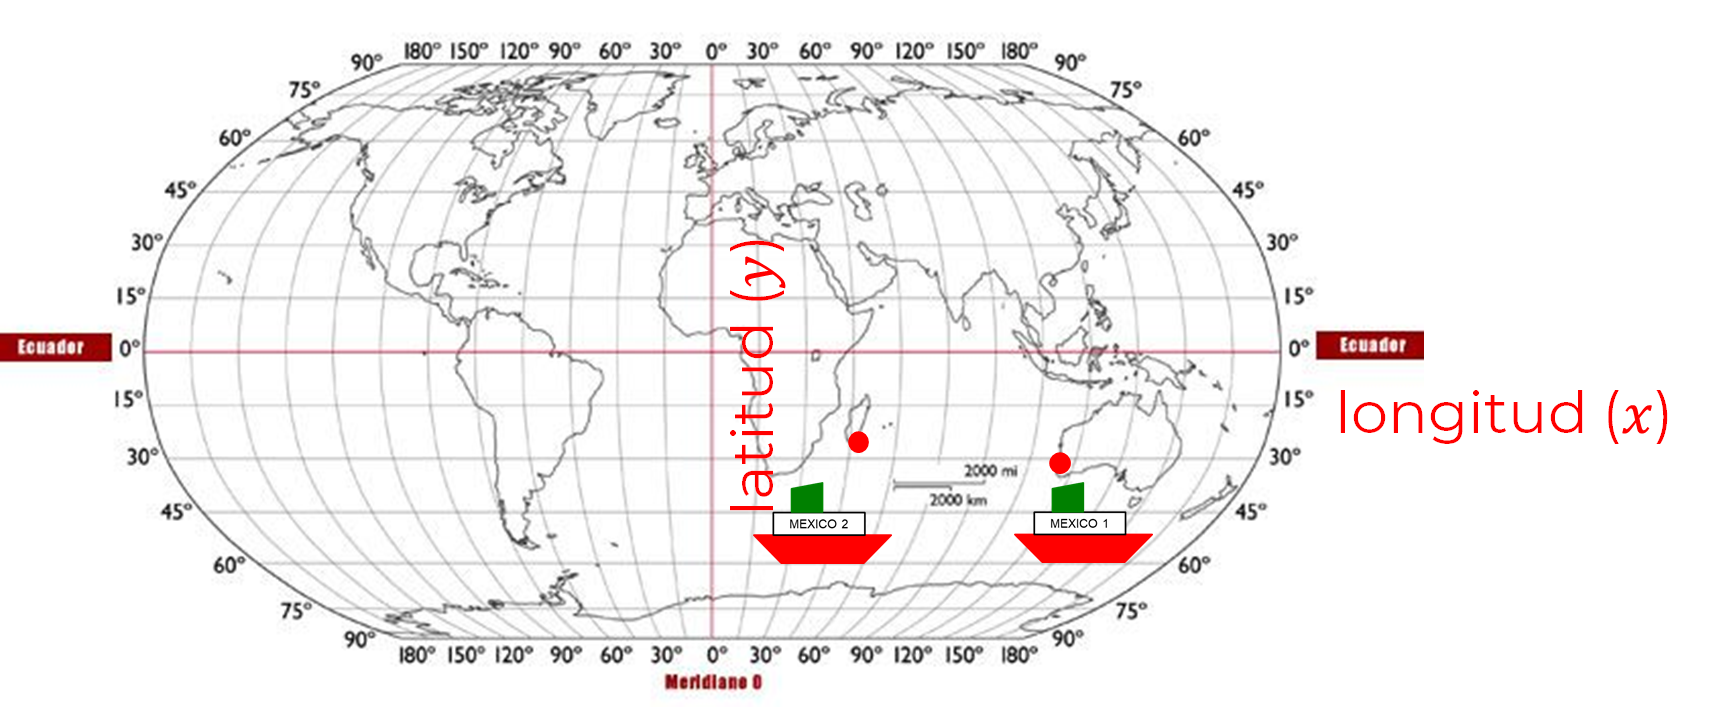 180° 150° 120° 90° 60° 30° 0° 30° 60° 90° 120° 150° 180°
90° 90°
75° 75°
60° 60°
45° 45°
30° 30°
15° 15°
Ecuador 0° 0° Ecuador
15° 15°
latitud (y)
longitud (x)
30° 30°
2000 mi
2000 km
45° 45°
MEXICO 2 MEXICO 1
60° 60°
75° 75°
90° 90°
180° 150° 120° 90° 60° 30° 0° 30° 60° 90° 120° 150° 180°
Meridiano 0